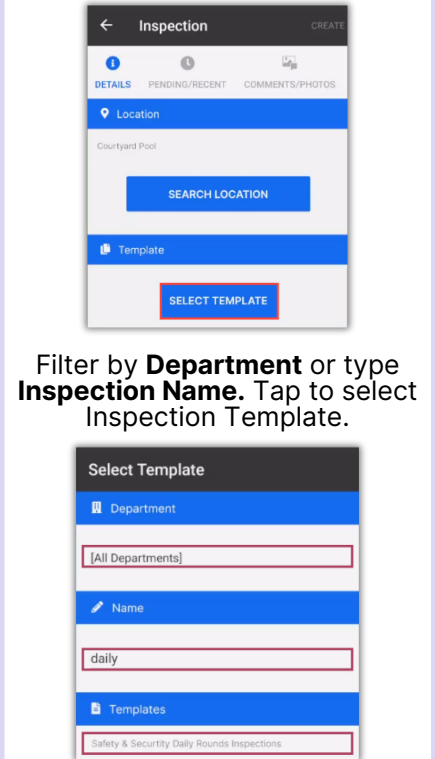 Inspection CREATE
DETAILS PENDING/RECENT COMMENTS/PHOTOS
Location
Courtyard Pool
SEARCH LOCATION
Template
SELECT TEMPLATE
Filter by Department or type
Inspection Name. Tap to select
Inspection Template.
Select Template
Department
[All Departments]
Name
daily
Templates
Safety & Securtity Daily Rounds Inspections